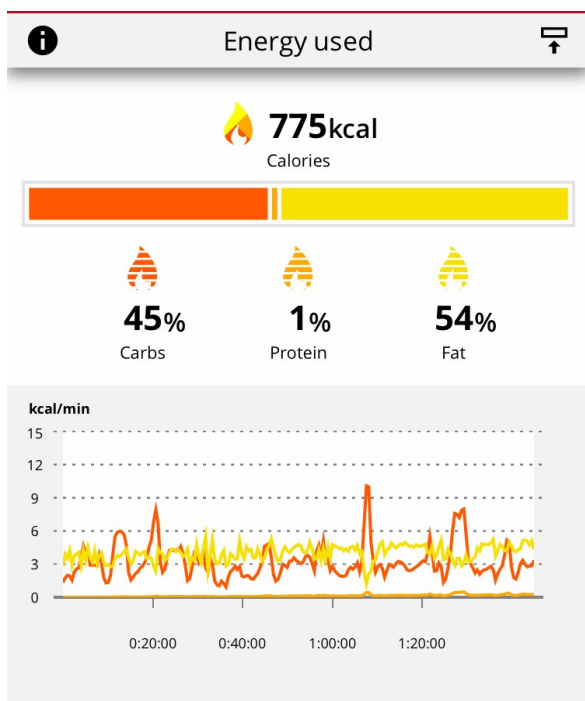 Energy used
775kcal
Calories
45% 1% 54%
Carbs Protein Fat
kcal/min
15
12
9
6
3
0
0:20:00 0:40:00 1:00:00 1:20:00